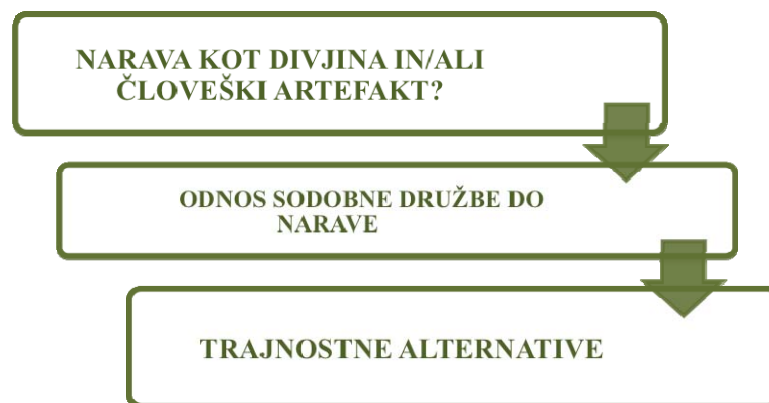 NARAVA KOT DIVJINA IN/ALI
ČLOVEŠKI ARTEFAKT?
ODNOS SODOBNE DRUŽBE DO
NARAVE
TRAJNOSTNE ALTERNATIVE